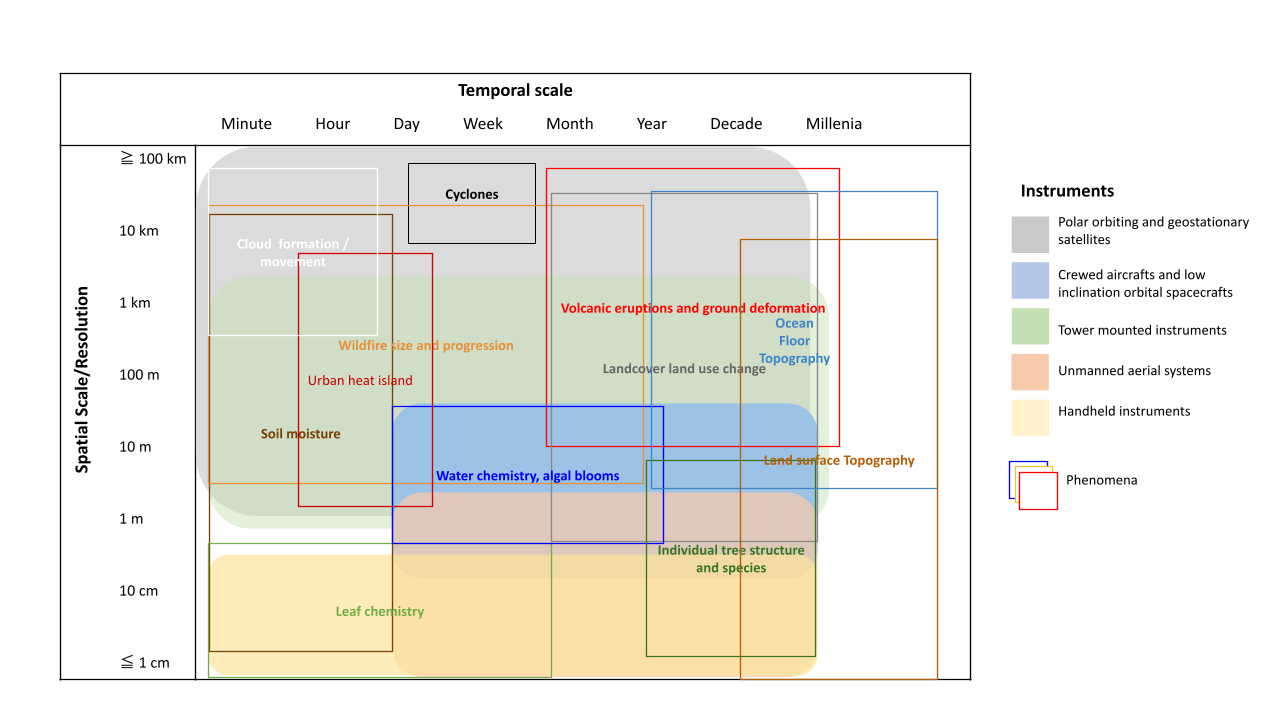 Temporal scale
Minute Hour Day Week Month Year Decade Millenia
Spatial Scale/Resolution
≧ 100 km
10 km
1 km
100 m
10 m
1 m
10 cm
≦ 1 cm
Cyclones
Cloud formation /
movement
Volcanic eruptions and ground deformation
Ocean
Floor
Topography
Wildfire size and progression
Landcover land use change
Urban heat island
Soil moisture
Land surface Topography
Water chemistry, algal blooms
Individual tree structure
and species
Leaf chemistry
Instruments
Polar orbiting and geostationary
satellites
Crewed aircrafts and low
inclination orbital spacecrafts
Tower mounted instruments
Unmanned aerial systems
Handheld instruments
Phenomena